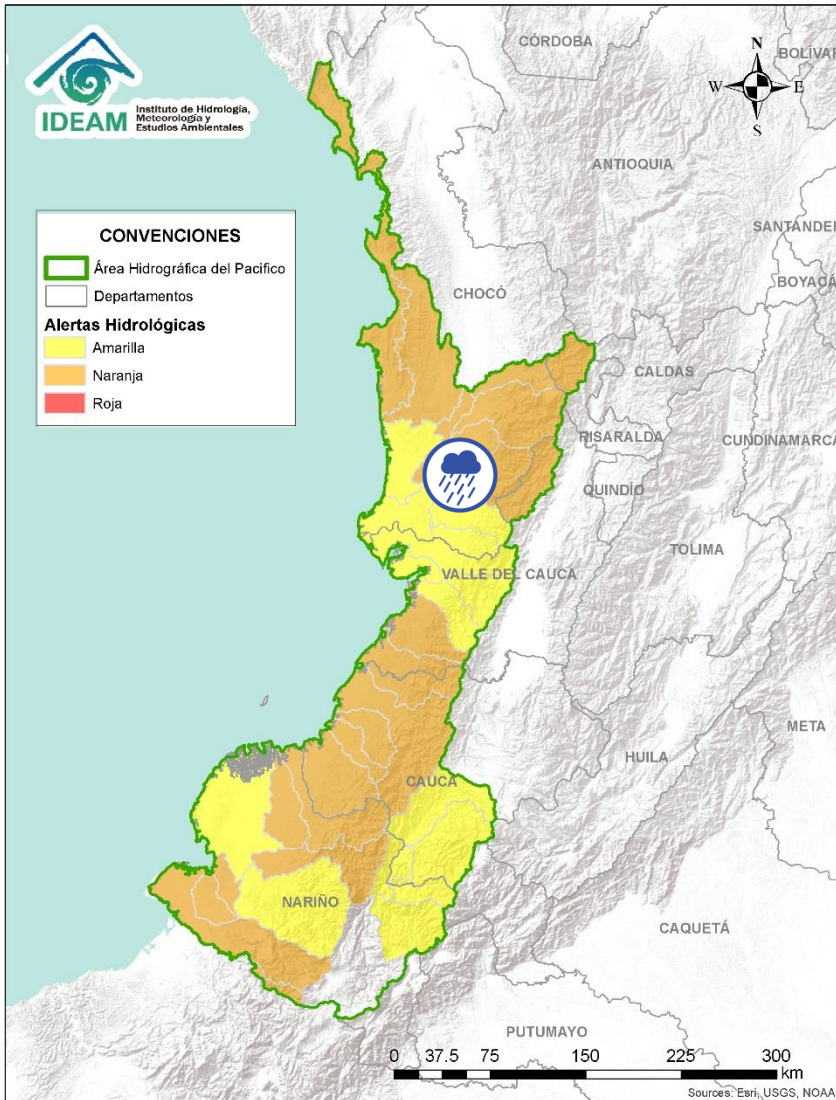 IDEAM
Instituto de Hidrología,
Meteorología y
Estudios Ambientales
CÓRDOBA
BOLÍVAR
N
W
E
S
ANTIOQUIA
SANTANDER
BOYACÁ
CONVENCIONES
Área Hidrográfica del Pacifico
Departamentos
Alertas Hidrológicas
Amarilla
Naranja
Roja
CHOCÓ
CALDAS
RISARALDA
CUNDINAMARCA
QUINDÍO
TOLIMA
VALLE DEL CAUCA
META
HUILA
CAUCA
NARIÑO
CAQUETÁ
PUTUMAYO
0 37.5 75 150 225 300
km
Sources: Esri, USGS, NOAA